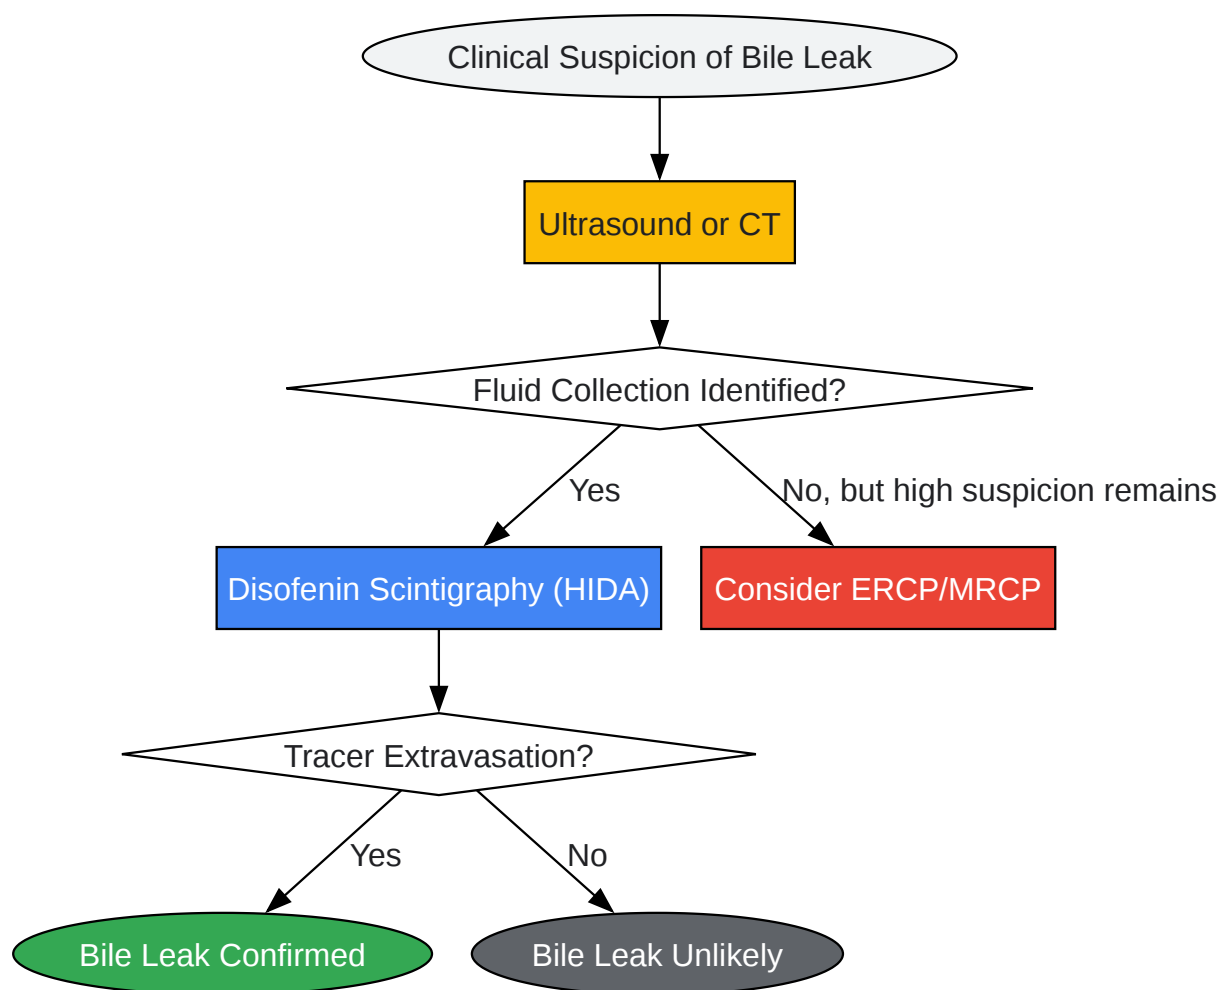 Clinical Suspicion of Bile Leak
Ultrasound or CT
Fluid Collection Identified?
Yes
No, but high suspicion remains
Disofenin Scintigraphy (HIDA)
Consider ERCP/MRCP
Tracer Extravasation?
Yes
No
Bile Leak Confirmed
Bile Leak Unlikely